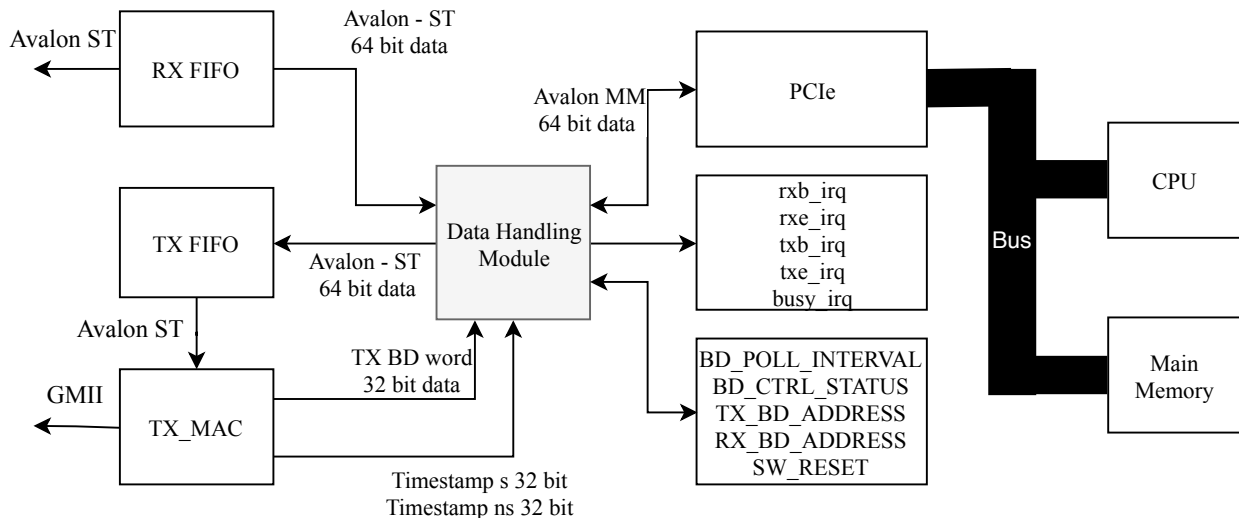 Avalon ST
RX FIFO
Avalon - ST
64 bit data
Avalon MM
64 bit data
PCIe
CPU
TX FIFO
Avalon - ST
64 bit data
Data Handling
Module
rxb_irq
rxe_irq
txb_irq
txe_irq
busy_irq
Bus
Avalon ST
GMII
TX_MAC
TX BD word
32 bit data
Timestamp s 32 bit
Timestamp ns 32 bit
BD_POLL_INTERVAL
BD_CTRL_STATUS
TX_BD_ADDRESS
RX_BD_ADDRESS
SW_RESET
Main
Memory